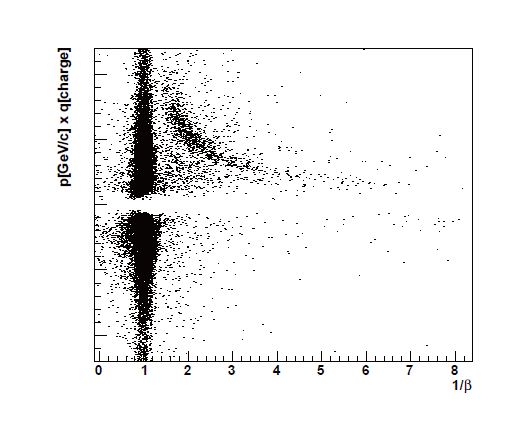 p[GeV/c] x q[charge]
0 1 2 3 4 5 6 7 8
1/β